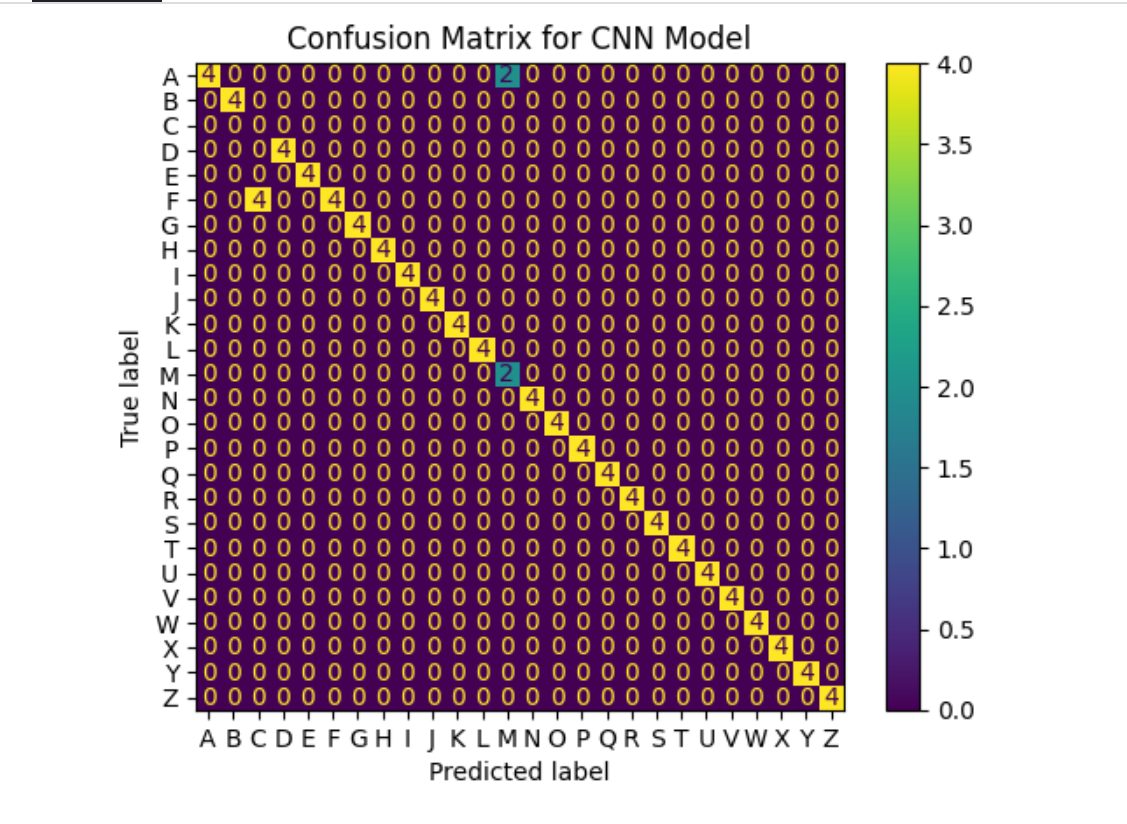 Confusion Matrix for CNN Model
A 4 0 0 0 0 0 0 0 0 0 0 0 2 0 0 0 0 0 0 0 0 0 0 0 0 0
B 0 4 0 0 0 0 0 0 0 0 0 0 0 0 0 0 0 0 0 0 0 0 0 0 0 0
C 0 0 0 0 0 0 0 0 0 0 0 0 0 0 0 0 0 0 0 0 0 0 0 0 0 0
D 0 0 0 4 0 0 0 0 0 0 0 0 0 0 0 0 0 0 0 0 0 0 0 0 0 0
E 0 0 0 0 4 0 0 0 0 0 0 0 0 0 0 0 0 0 0 0 0 0 0 0 0 0
F 0 0 4 0 0 4 0 0 0 0 0 0 0 0 0 0 0 0 0 0 0 0 0 0 0 0
G 0 0 0 0 0 0 4 0 0 0 0 0 0 0 0 0 0 0 0 0 0 0 0 0 0 0
H 0 0 0 0 0 0 0 4 0 0 0 0 0 0 0 0 0 0 0 0 0 0 0 0 0 0
I 0 0 0 0 0 0 0 0 4 0 0 0 0 0 0 0 0 0 0 0 0 0 0 0 0 0
J 0 0 0 0 0 0 0 0 0 4 0 0 0 0 0 0 0 0 0 0 0 0 0 0 0 0
K 0 0 0 0 0 0 0 0 0 0 4 0 0 0 0 0 0 0 0 0 0 0 0 0 0 0
L 0 0 0 0 0 0 0 0 0 0 0 4 0 0 0 0 0 0 0 0 0 0 0 0 0 0
M 0 0 0 0 0 0 0 0 0 0 0 0 2 0 0 0 0 0 0 0 0 0 0 0 0 0
N 0 0 0 0 0 0 0 0 0 0 0 0 0 4 0 0 0 0 0 0 0 0 0 0 0 0
O 0 0 0 0 0 0 0 0 0 0 0 0 0 0 4 0 0 0 0 0 0 0 0 0 0 0
P 0 0 0 0 0 0 0 0 0 0 0 0 0 0 0 4 0 0 0 0 0 0 0 0 0 0
Q 0 0 0 0 0 0 0 0 0 0 0 0 0 0 0 0 4 0 0 0 0 0 0 0 0 0
R 0 0 0 0 0 0 0 0 0 0 0 0 0 0 0 0 0 4 0 0 0 0 0 0 0 0
S 0 0 0 0 0 0 0 0 0 0 0 0 0 0 0 0 0 0 4 0 0 0 0 0 0 0
T 0 0 0 0 0 0 0 0 0 0 0 0 0 0 0 0 0 0 0 4 0 0 0 0 0 0
U 0 0 0 0 0 0 0 0 0 0 0 0 0 0 0 0 0 0 0 0 4 0 0 0 0 0
V 0 0 0 0 0 0 0 0 0 0 0 0 0 0 0 0 0 0 0 0 0 4 0 0 0 0
W 0 0 0 0 0 0 0 0 0 0 0 0 0 0 0 0 0 0 0 0 0 0 4 0 0 0
X 0 0 0 0 0 0 0 0 0 0 0 0 0 0 0 0 0 0 0 0 0 0 0 4 0 0
Y 0 0 0 0 0 0 0 0 0 0 0 0 0 0 0 0 0 0 0 0 0 0 0 0 4 0
Z 0 0 0 0 0 0 0 0 0 0 0 0 0 0 0 0 0 0 0 0 0 0 0 0 0 4
A B C D E F G H I J K L M N O P Q R S T U V W X Y Z
Predicted label
True label
4.0
3.5
3.0
2.5
2.0
1.5
1.0
0.5
0.0